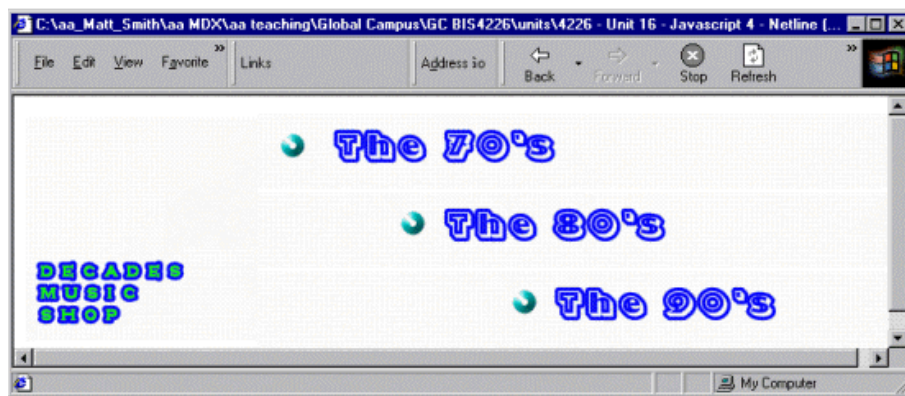 C:\aa_Matt_Smith\aa MDX\aa teaching\Global Campus\GC BIS4226\units\4226 - Unit 16 - Javascript 4 - Netline (...
File Edit View Favorite » Links Address io Back Forward Stop Refresh »
The 70's
The 80's
DECADES
MUSIC
The 90's
SHOP
My Computer